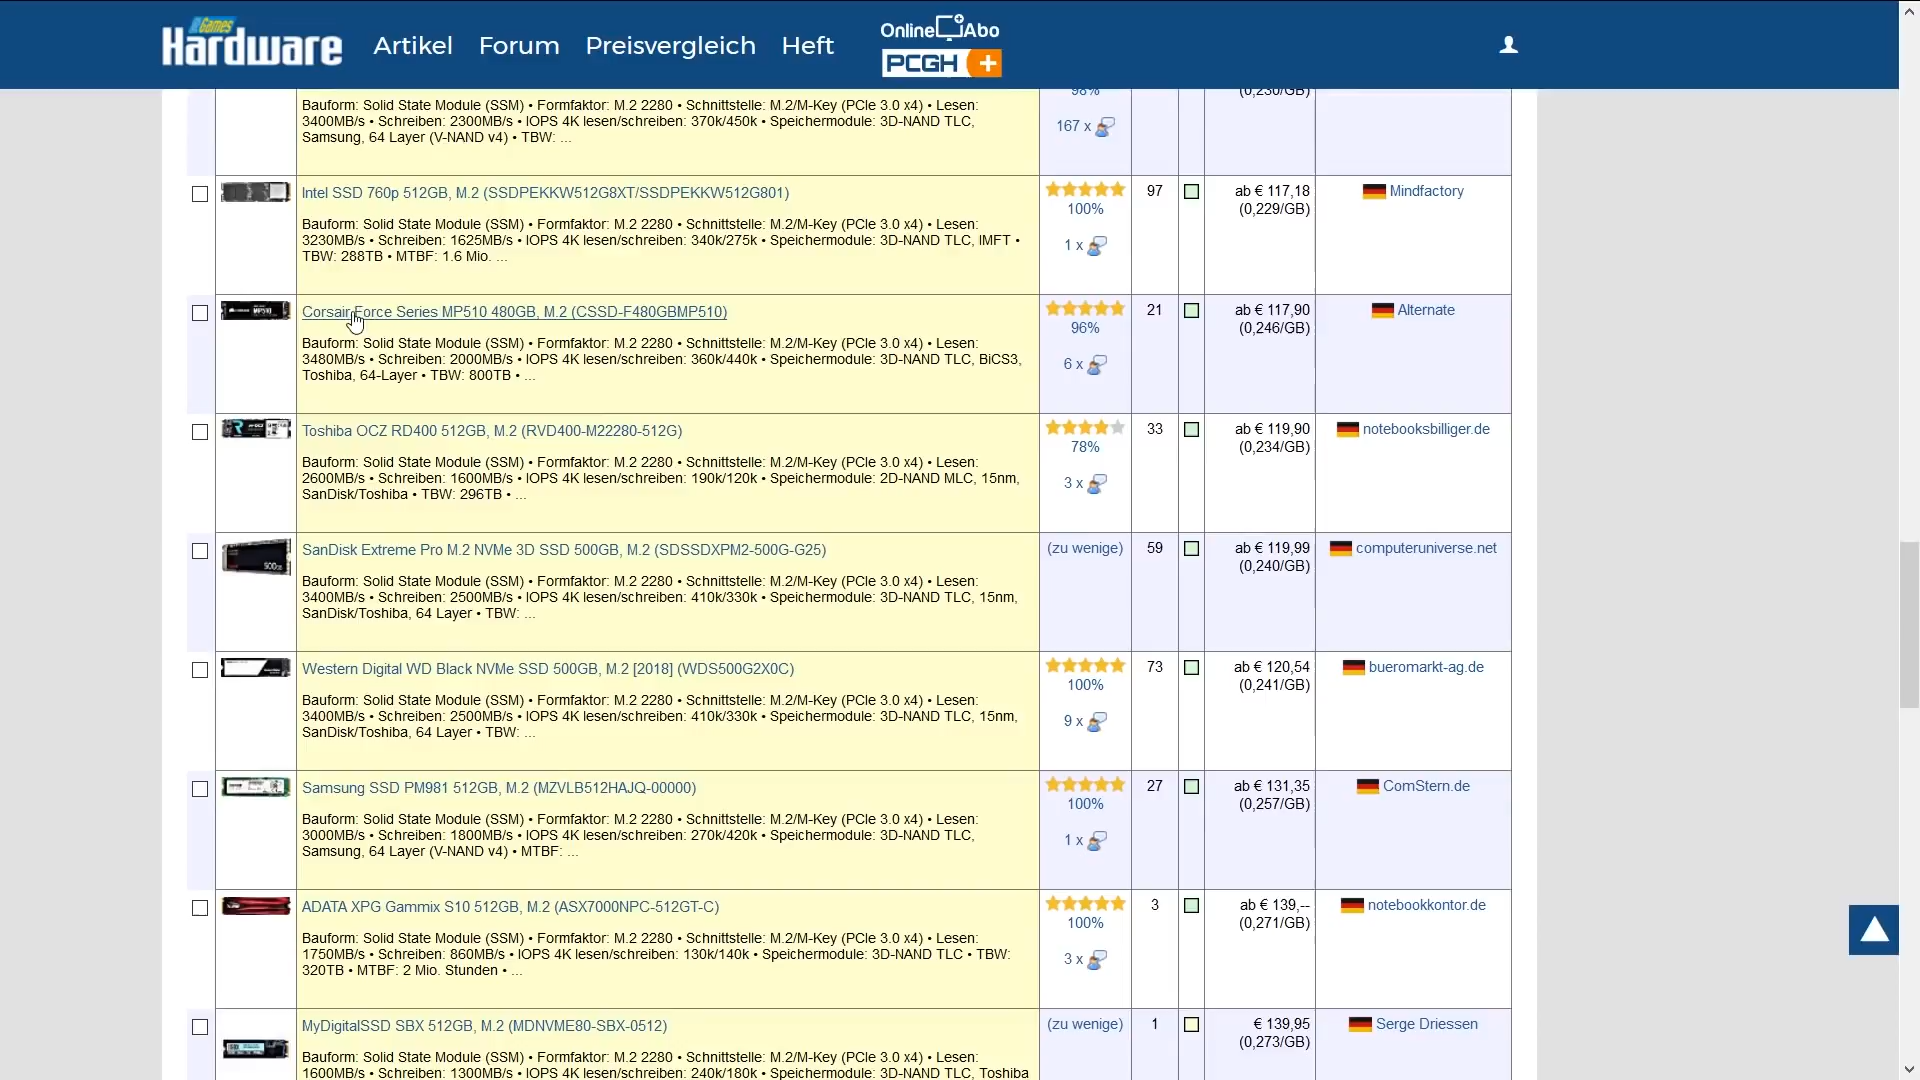 PC Games Hardware Artikel Forum Preisvergleich Heft Online Abo
PCGH +
Bauform: Solid State Module (SSM) • Formfaktor: M.2 2280 • Schnittstelle: M.2/M-Key (PCIe 3.0 x4) • Lesen: 98% (0,230/GB)
3400MB/s • Schreiben: 2300MB/s • IOPS 4K lesen/schreiben: 370k/450k • Speichermodule: 3D-NAND TLC, 167 x
Samsung, 64 Layer (V-NAND v4) • TBW: ...
Intel SSD 760p 512GB, M.2 (SSDPEKKW512G8XT/SSDPEKKW512G801) 97 ab € 117,18 Mindfactory
100% (0,229/GB)
Bauform: Solid State Module (SSM) • Formfaktor: M.2 2280 • Schnittstelle: M.2/M-Key (PCIe 3.0 x4) • Lesen:
3230MB/s • Schreiben: 1625MB/s • IOPS 4K lesen/schreiben: 340k/275k • Speichermodule: 3D-NAND TLC, IMFT • 1 x
TBW: 288TB • MTBF: 1.6 Mio. ...
Corsair Force Series MP510 480GB, M.2 (CSSD-F480GBMP510) 21 ab € 117,90 Alternate
96% (0,246/GB)
Bauform: Solid State Module (SSM) • Formfaktor: M.2 2280 • Schnittstelle: M.2/M-Key (PCIe 3.0 x4) • Lesen:
3480MB/s • Schreiben: 2000MB/s • IOPS 4K lesen/schreiben: 360k/440k • Speichermodule: 3D-NAND TLC, BiCS3, 6 x
Toshiba, 64-Layer • TBW: 800TB • ...
Toshiba OCZ RD400 512GB, M.2 (RVD400-M22280-512G) 33 ab € 119,90 notebooksbilliger.de
78% (0,234/GB)
Bauform: Solid State Module (SSM) • Formfaktor: M.2 2280 • Schnittstelle: M.2/M-Key (PCIe 3.0 x4) • Lesen:
2600MB/s • Schreiben: 1600MB/s • IOPS 4K lesen/schreiben: 190k/120k • Speichermodule: 2D-NAND MLC, 15nm, 3 x
SanDisk/Toshiba • TBW: 296TB • ...
SanDisk Extreme Pro M.2 NVMe 3D SSD 500GB, M.2 (SDSSDXPM2-500G-G25) (zu wenige) 59 ab € 119,99 computeruniverse.net
(0,240/GB)
Bauform: Solid State Module (SSM) • Formfaktor: M.2 2280 • Schnittstelle: M.2/M-Key (PCIe 3.0 x4) • Lesen:
3400MB/s • Schreiben: 2500MB/s • IOPS 4K lesen/schreiben: 410k/330k • Speichermodule: 3D-NAND TLC, 15nm,
SanDisk/Toshiba, 64 Layer • TBW: ...
Western Digital WD Black NVMe SSD 500GB, M.2 [2018] (WDS500G2X0C) 73 ab € 120,54 bueromarkt-ag.de
100% (0,241/GB)
Bauform: Solid State Module (SSM) • Formfaktor: M.2 2280 • Schnittstelle: M.2/M-Key (PCIe 3.0 x4) • Lesen:
3400MB/s • Schreiben: 2500MB/s • IOPS 4K lesen/schreiben: 410k/330k • Speichermodule: 3D-NAND TLC, 15nm, 9 x
SanDisk/Toshiba, 64 Layer • TBW: ...
Samsung SSD PM981 512GB, M.2 (MZVLB512HAJQ-00000) 27 ab € 131,35 ComStern.de
100% (0,257/GB)
Bauform: Solid State Module (SSM) • Formfaktor: M.2 2280 • Schnittstelle: M.2/M-Key (PCIe 3.0 x4) • Lesen:
3000MB/s • Schreiben: 1800MB/s • IOPS 4K lesen/schreiben: 270k/420k • Speichermodule: 3D-NAND TLC, 1 x
Samsung, 64 Layer (V-NAND v4) • MTBF: ...
ADATA XPG Gammix S10 512GB, M.2 (ASX7000NPC-512GT-C) 3 ab € 139,-- notebookkontor.de
100% (0,271/GB)
Bauform: Solid State Module (SSM) • Formfaktor: M.2 2280 • Schnittstelle: M.2/M-Key (PCIe 3.0 x4) • Lesen:
1750MB/s • Schreiben: 860MB/s • IOPS 4K lesen/schreiben: 130k/140k • Speichermodule: 3D-NAND TLC • TBW: 3 x
320TB • MTBF: 2 Mio. Stunden • ...
MyDigitalSSD SBX 512GB, M.2 (MDNVME80-SBX-0512) (zu wenige) 1 € 139,95 Serge Driessen
(0,273/GB)
Bauform: Solid State Module (SSM) • Formfaktor: M.2 2280 • Schnittstelle: M.2/M-Key (PCIe 3.0 x4) • Lesen:
1600MB/s • Schreiben: 1300MB/s • IOPS 4K lesen/schreiben: 240k/180k • Speichermodule: 3D-NAND TLC, Toshiba